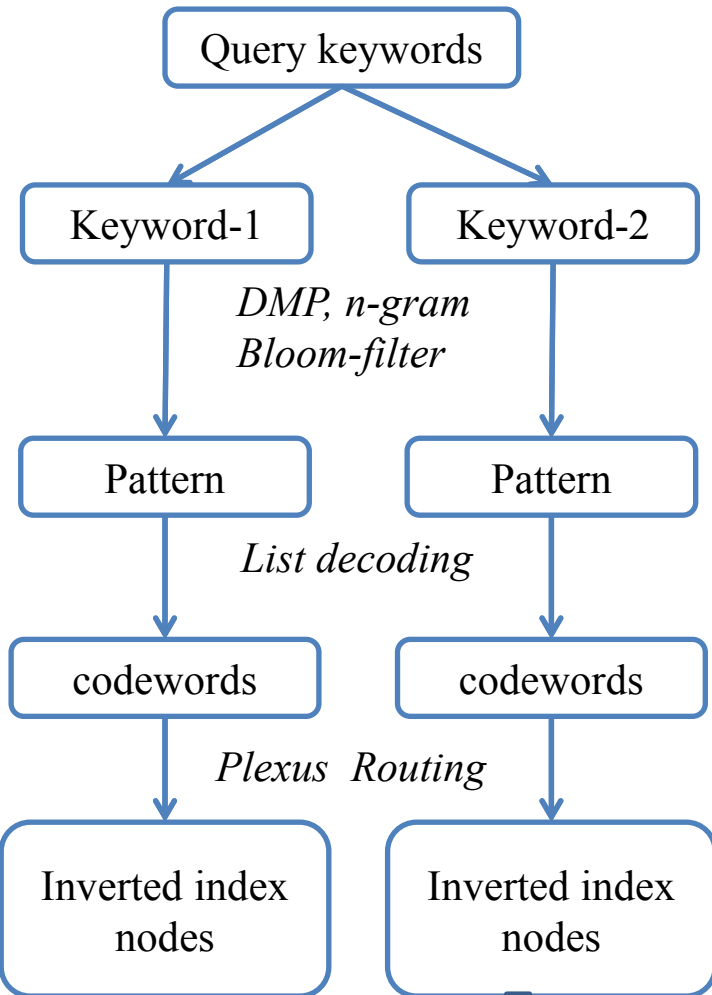 Query keywords
Keyword-1
Keyword-2
DMP, n-gram
Bloom-filter
Pattern
Pattern
List decoding
codewords
codewords
Plexus Routing
Inverted index
nodes
Inverted index
nodes